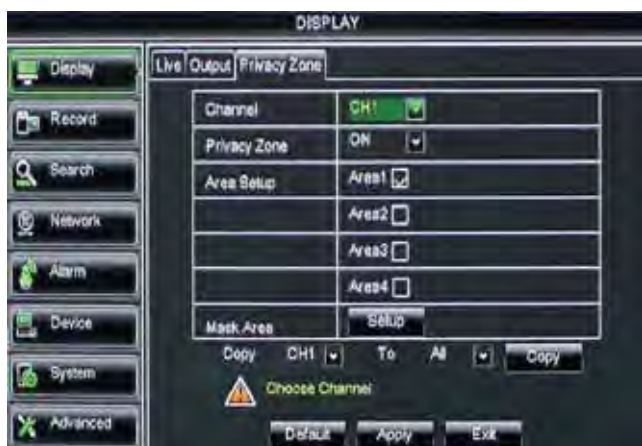 DISPLAY
Display
Record
Search
Network
Alarm
Device
System
Advanced
Live Output Privacy Zone
Channel CH1
Privacy Zone ON
Area Setup Area1
Area2
Area3
Area4
Mask Area Setup
Copy CH1 To All Copy
Choose Channel
Default Apply Exit